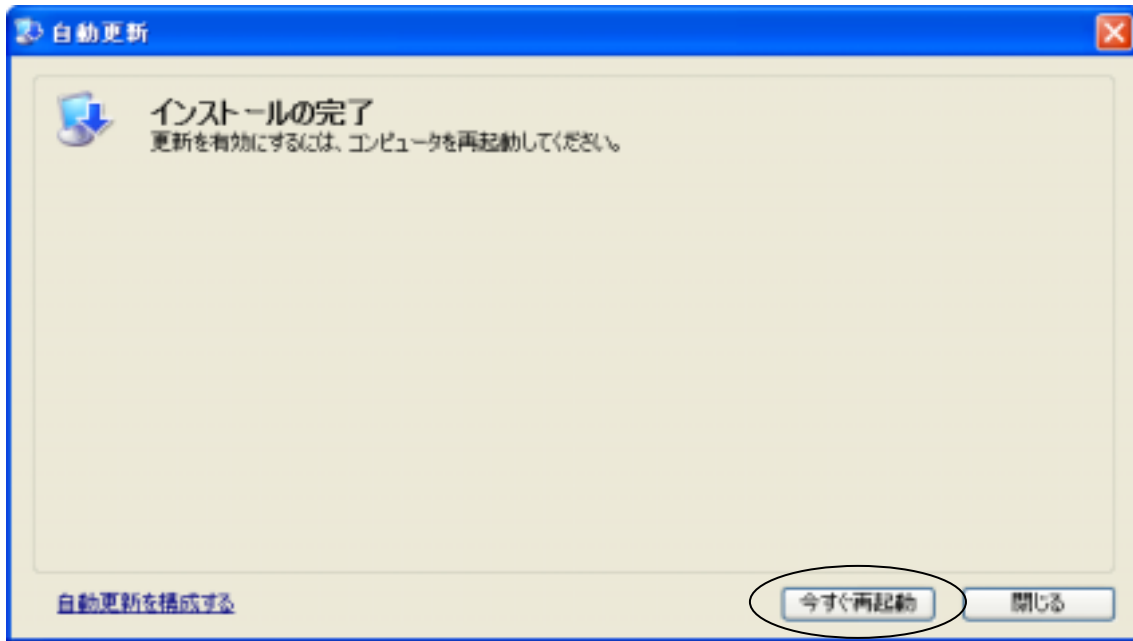 自動更新
インストールの完了
更新を有効にするには、コンピュータを再起動してください。
自動更新を構成する
今すぐ再起動
閉じる